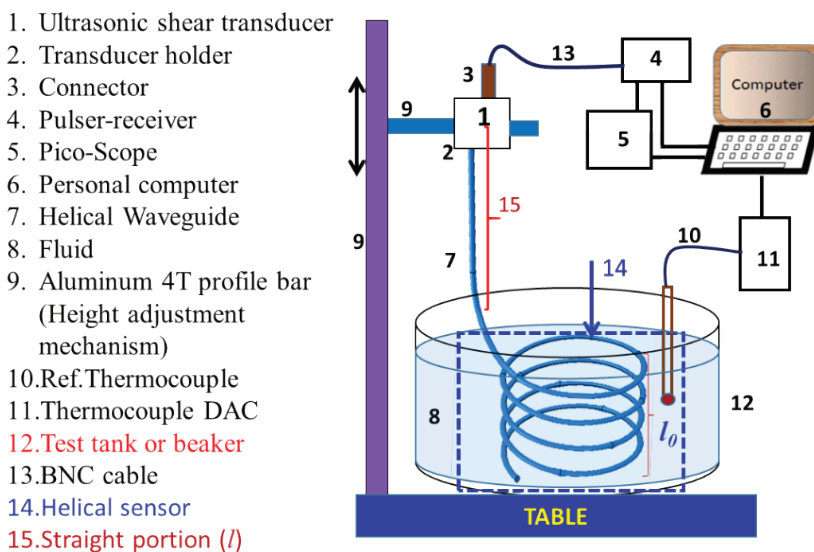 1. Ultrasonic shear transducer
2. Transducer holder
3. Connector
4. Pulser-receiver
5. Pico-Scope
6. Personal computer
7. Helical Waveguide
8. Fluid
9. Aluminum 4T profile bar
(Height adjustment
mechanism)
10.Ref.Thermocouple
11.Thermocouple DAC
12.Test tank or beaker
13.BNC cable
14.Helical sensor
15.Straight portion (l)
13
3
4
Computer
6
9
1
5
2
15
10
9
7
14
11
8
l0
12
TABLE